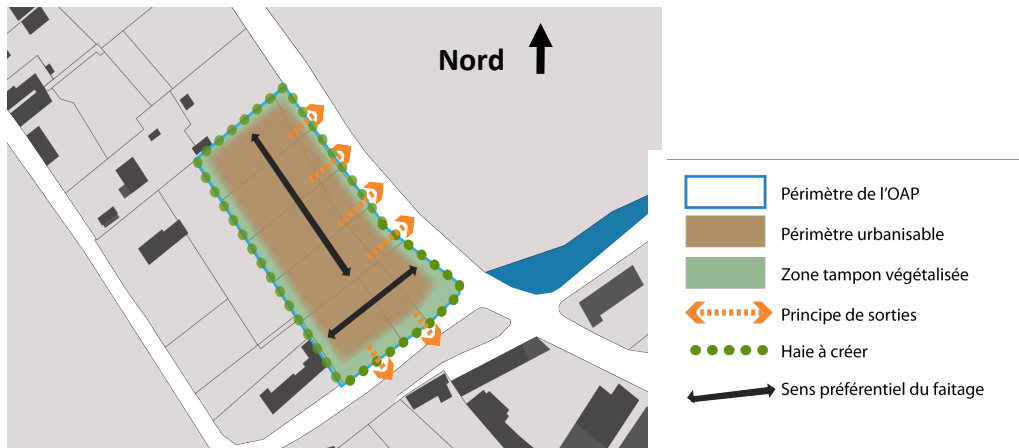 Nord
Périmètre de l'OAP
Périmètre urbanisable
Zone tampon végétalisée
Principe de sorties
Haie à créer
Sens préférentiel du faitage